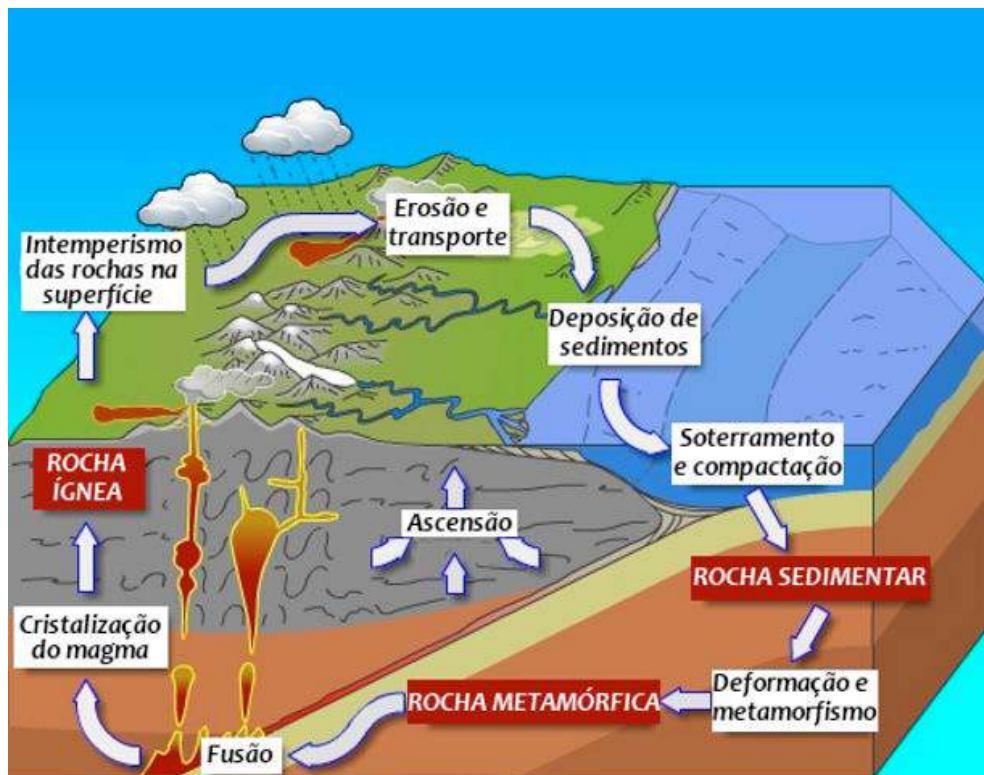 Erosão e
transporte
Intemperismo
das rochas na
superfície
Deposição de
sedimentos
Soterramento
e compactação
ROCHA
ÍGNEA
Ascensão
ROCHA SEDIMENTAR
Cristalização
do magma
Deformação e
metamorfismo
ROCHA METAMÓRFICA
Fusão